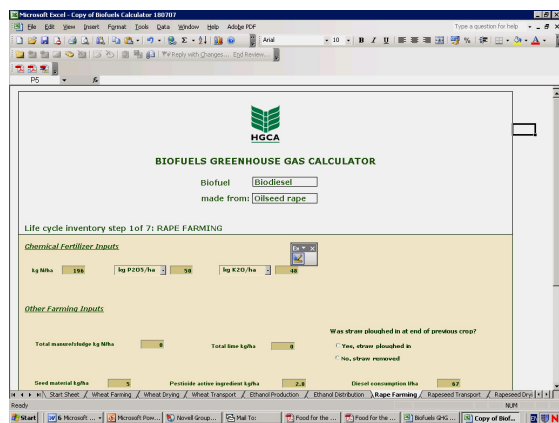 Microsoft Excel - Copy of Biofuels Calculator 180707
File Edit View Insert Format Tools Data Window Help Adobe PDF Type a question for help
Arial 10 B I U
Reply with Changes... End Review...
P5 fx
HGCA
BIOFUELS GREENHOUSE GAS CALCULATOR
Biofuel Biodiesel
made from: Oilseed rape
Life cycle inventory step 1of 7: RAPE FARMING
Chemical Fertilizer Inputs
kg N/ha 196 kg P2O5/ha 50 kg K2O/ha 48
Other Farming Inputs
Was straw ploughed in at end of previous crop?
Total manure/sludge kg N/ha 0 Total lime kg/ha 0 Yes, straw ploughed in
No, straw removed
Seed material kg/ha 5 Pesticide active ingredient kg/ha 2.8 Diesel consumption l/ha 67
Start Sheet / Wheat Farming / Wheat Drying / Wheat Transport / Ethanol Production / Ethanol Distribution \ Rape Farming / Rapeseed Transport / Rapeseed Dryi
Ready NUM
Start 6 Microsoft ... Microsoft Pow... Novell Group... Mail To: Food for the ... Food for the ... Biofuels GHG ... Copy of Biof... EN